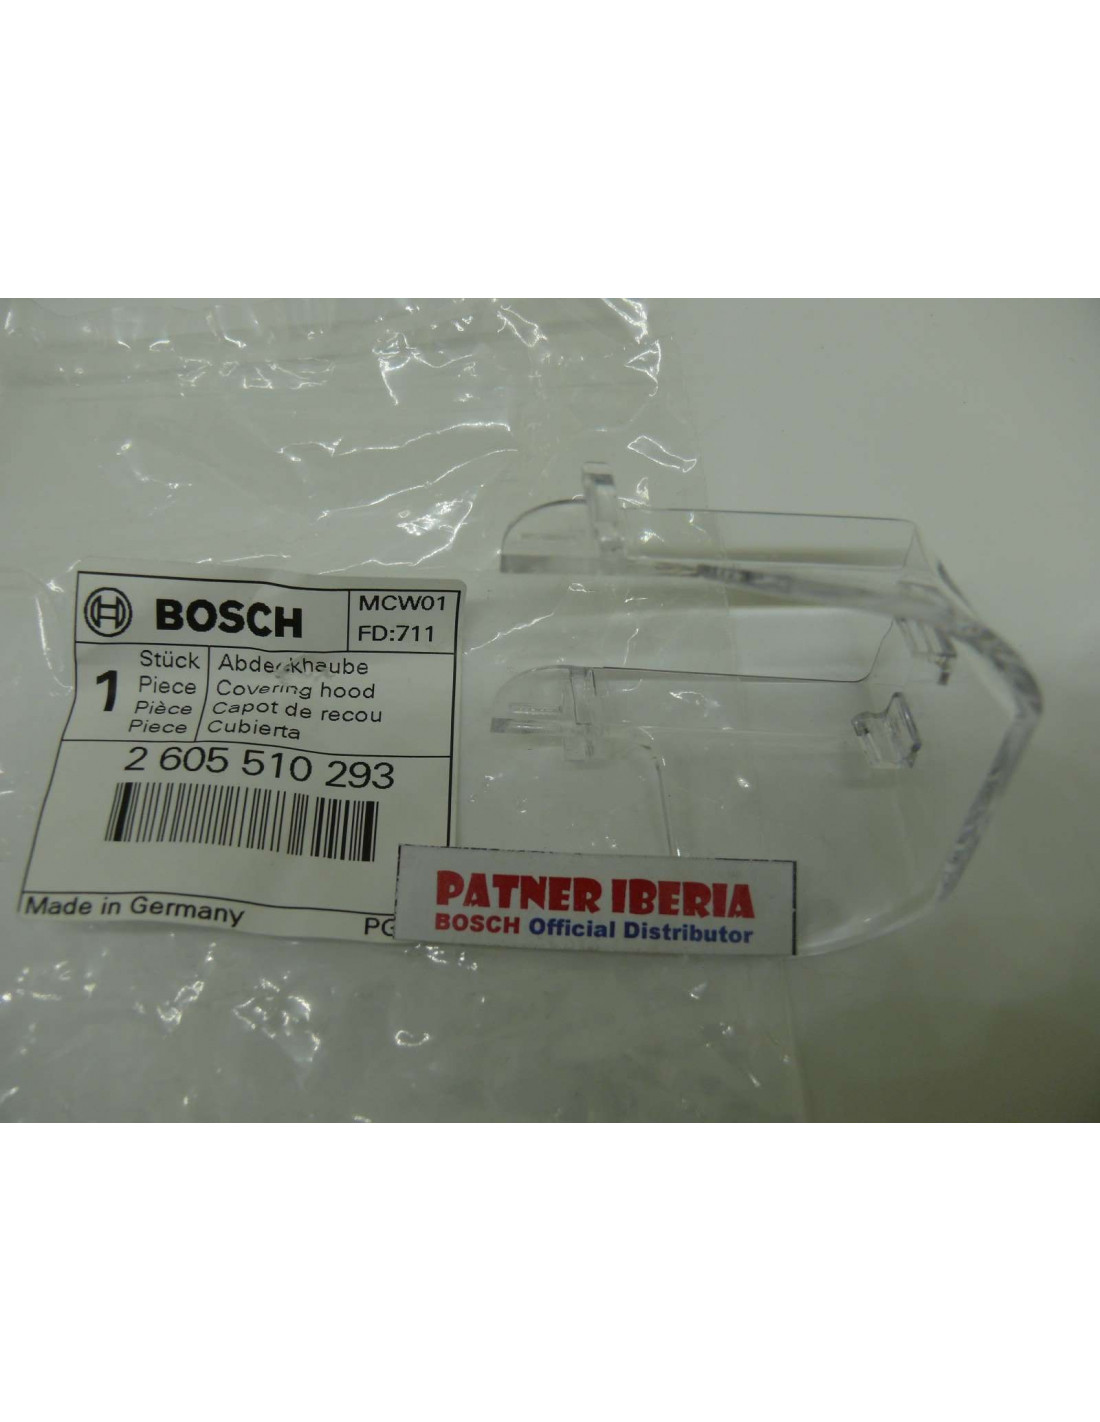 BOSCH
MCW01
FD:711
1
Stück
Piece
Pièce
Piece
Abdeckhaube
Covering hood
Capot de recou
Cubierta
2 605 510 293
Made in Germany
PG
PATNER IBERIA
BOSCH Official Distributor